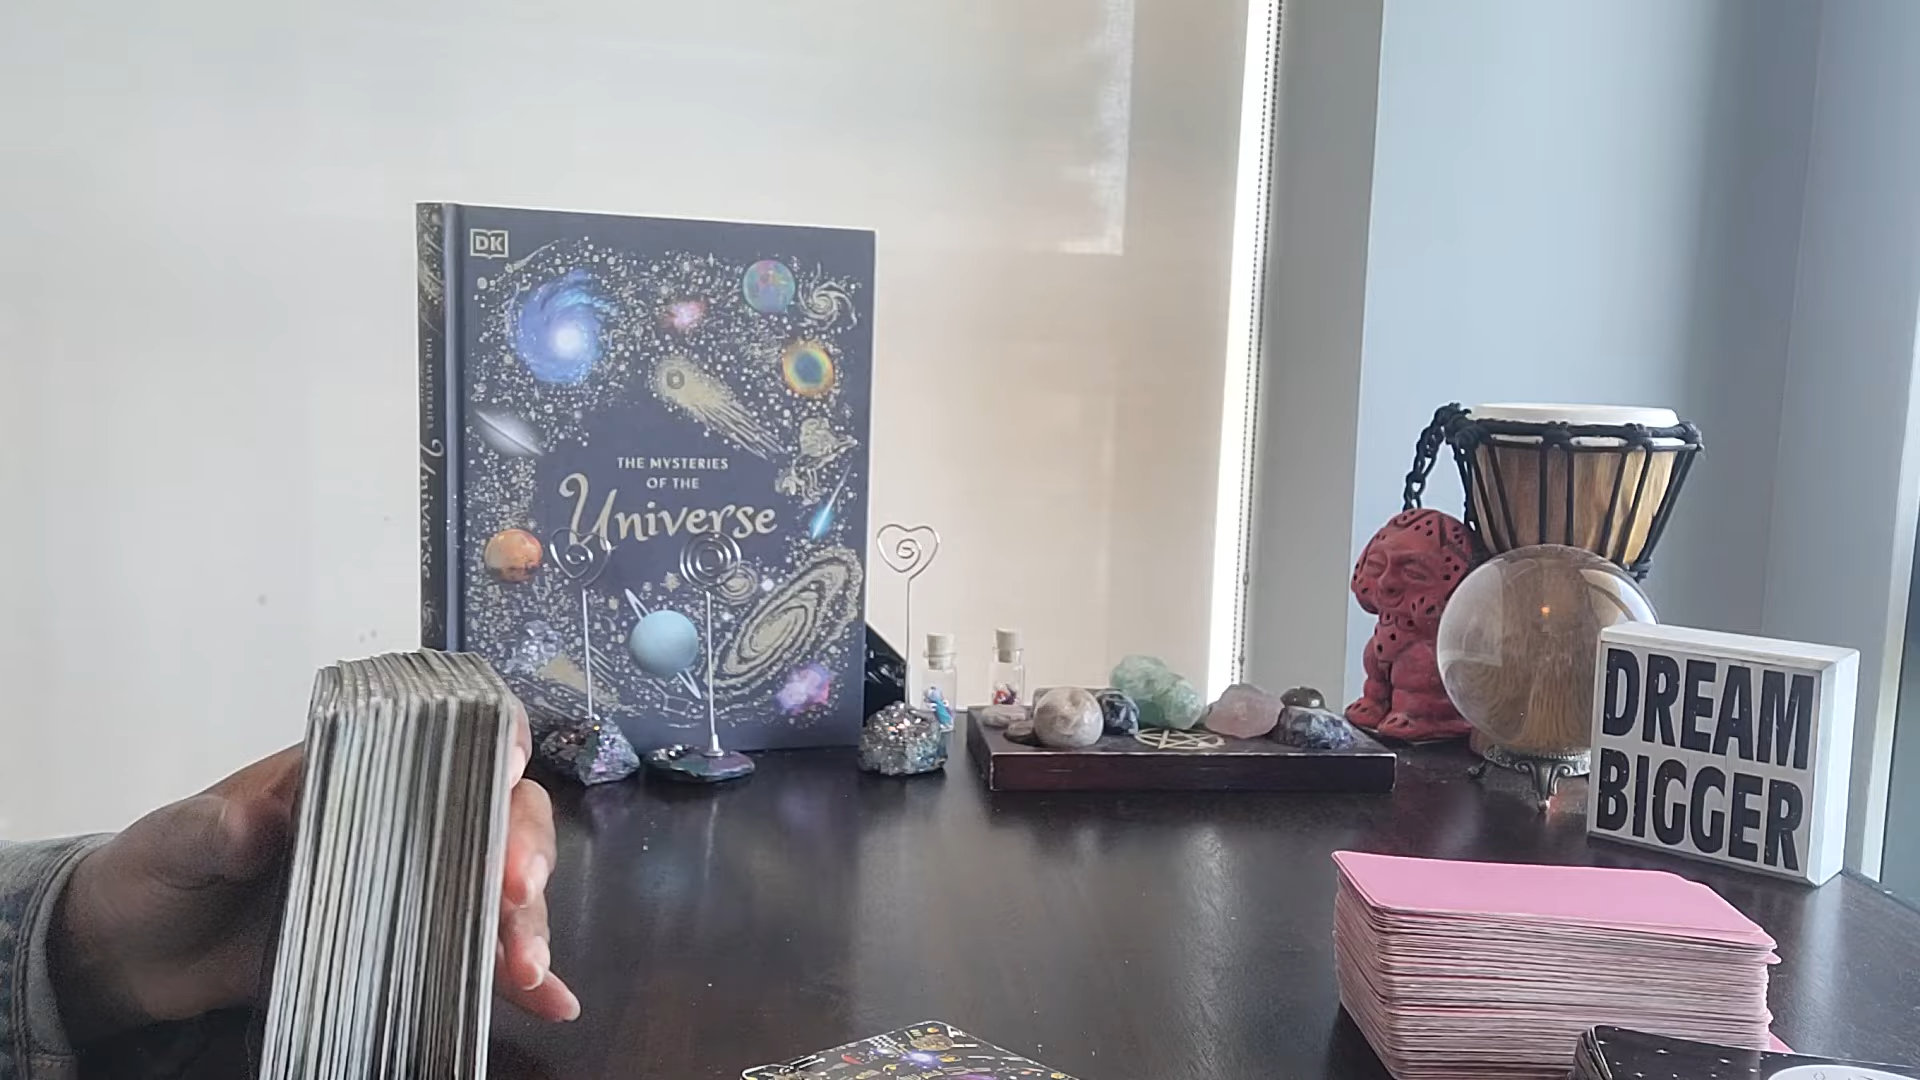 DK
THE MYSTERIES
OF THE
Universe
THE MYSTERIES
Universe
DREAM
BIGGER